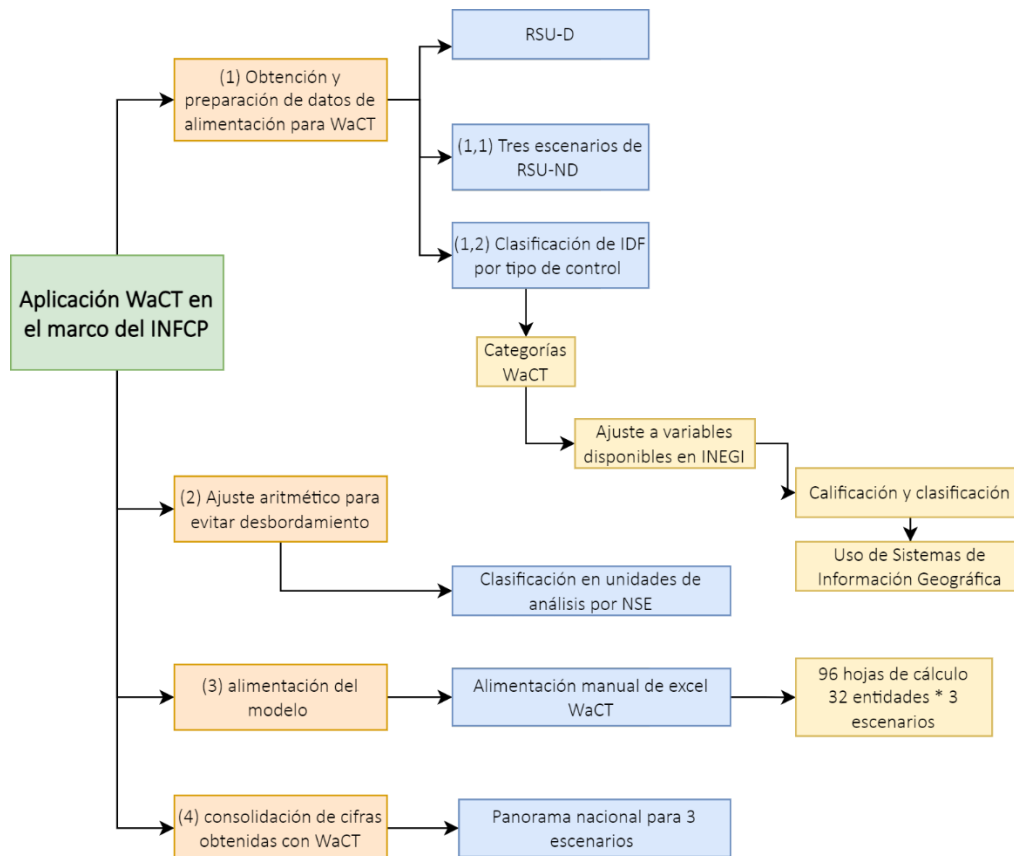 Aplicación WaCT en
el marco del INFCP
(1) Obtención y
preparación de datos de
alimentación para WaCT
RSU-D
(1,1) Tres escenarios de
RSU-ND
(1,2) Clasificación de IDF
por tipo de control
Categorías
WaCT
Ajuste a variables
disponibles en INEGI
Calificación y clasificación
Uso de Sistemas de
Información Geográfica
(2) Ajuste aritmético para
evitar desbordamiento
Clasificación en unidades de
análisis por NSE
(3) alimentación del
modelo
Alimentación manual de excel
WaCT
96 hojas de cálculo
32 entidades * 3
escenarios
(4) consolidación de cifras
obtenidas con WaCT
Panorama nacional para 3
escenarios